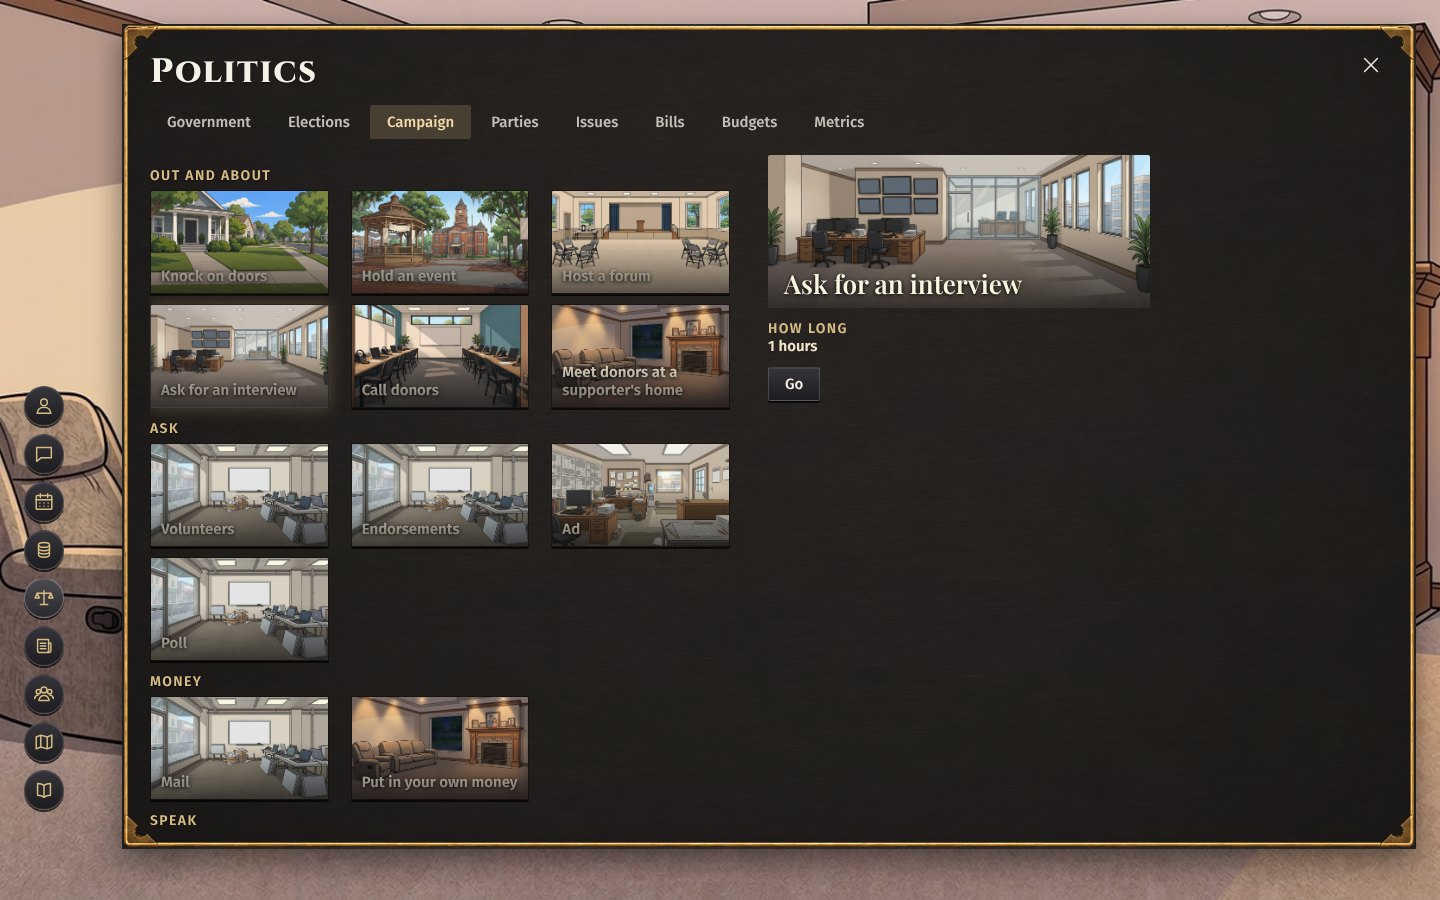 Politics
Government
Elections
Campaign
Parties
Issues
Bills
Budgets
Metrics
OUT AND ABOUT
Knock on doors
Hold an event
Host a forum
Ask for an interview
Call donors
Meet donors at a
supporter's home
ASK
Volunteers
Endorsements
Ad
Poll
MONEY
Mail
Put in your own money
SPEAK
Ask for an interview
HOW LONG
1 hours
Go